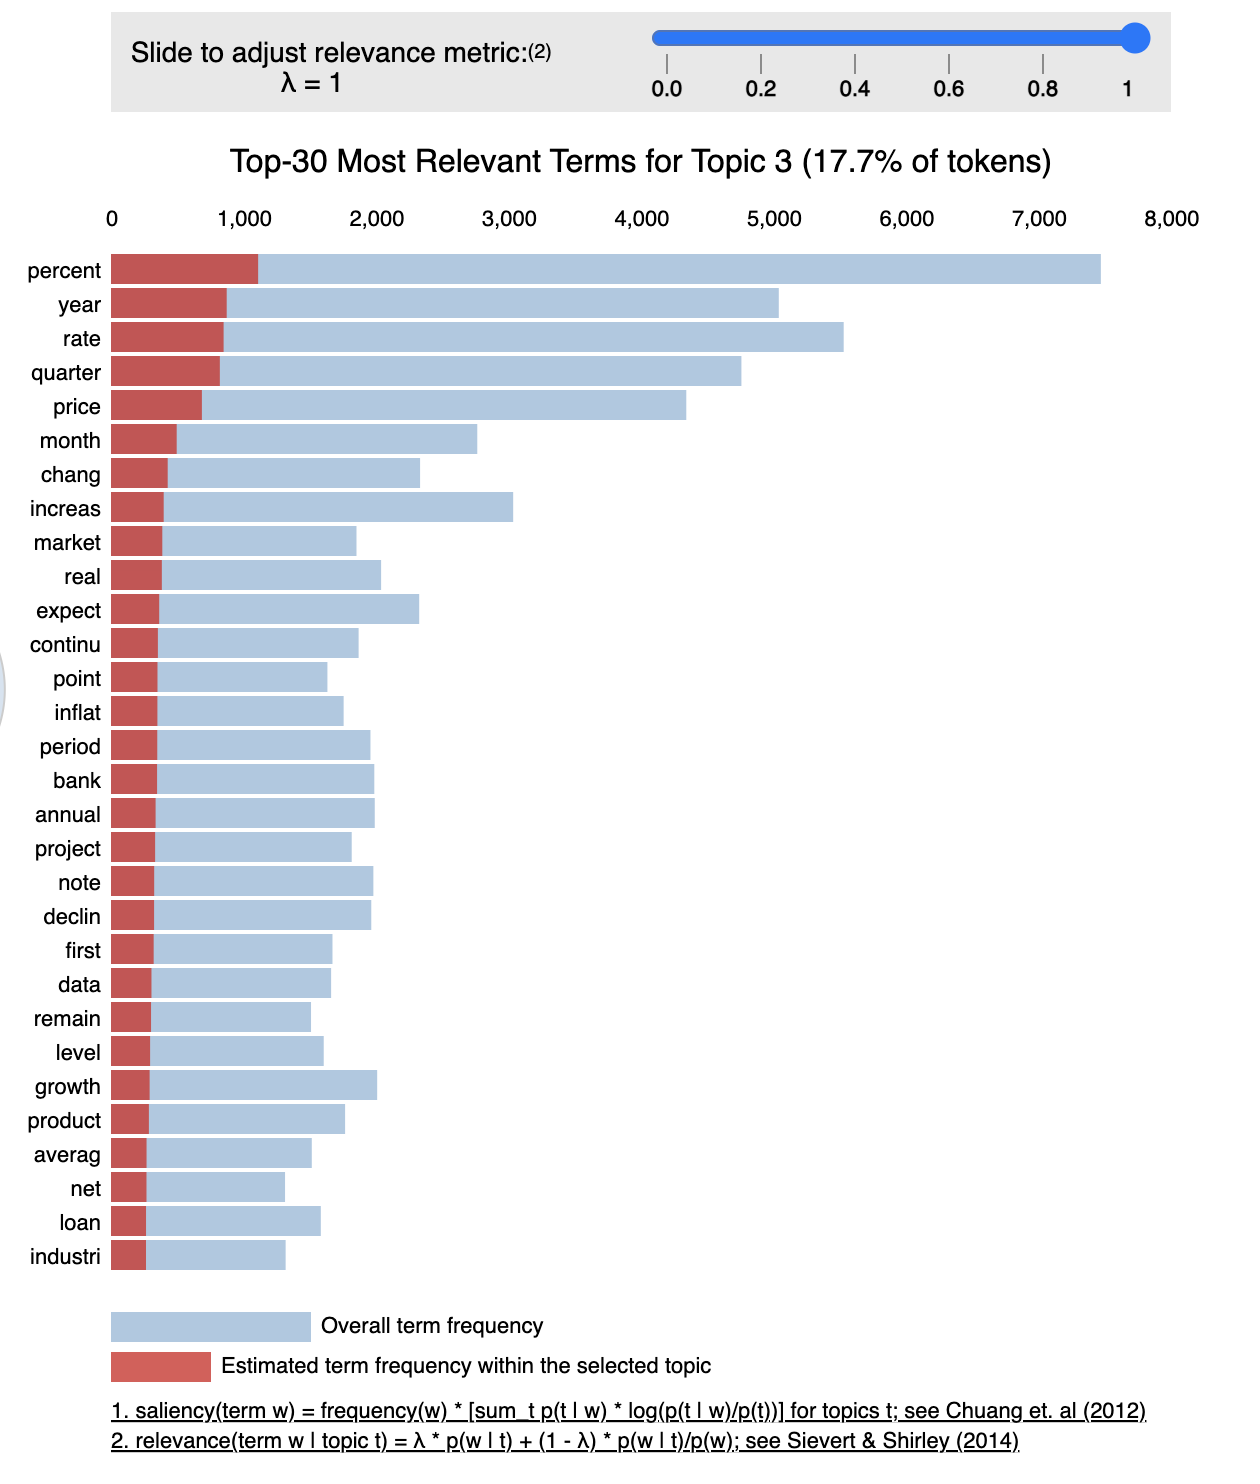 Slide to adjust relevance metric:(2)
λ = 1
0.0 0.2 0.4 0.6 0.8 1
Top-30 Most Relevant Terms for Topic 3 (17.7% of tokens)
0 1,000 2,000 3,000 4,000 5,000 6,000 7,000 8,000
percent
year
rate
quarter
price
month
chang
increas
market
real
expect
continu
point
inflat
period
bank
annual
project
note
declin
first
data
remain
level
growth
product
averag
net
loan
industri
Overall term frequency
Estimated term frequency within the selected topic
1. saliency(term w) = frequency(w) * [sum_t p(t | w) * log(p(t | w)/p(t))] for topics t; see Chuang et. al (2012)
2. relevance(term w | topic t) = λ * p(w | t) + (1 - λ) * p(w | t)/p(w); see Sievert & Shirley (2014)